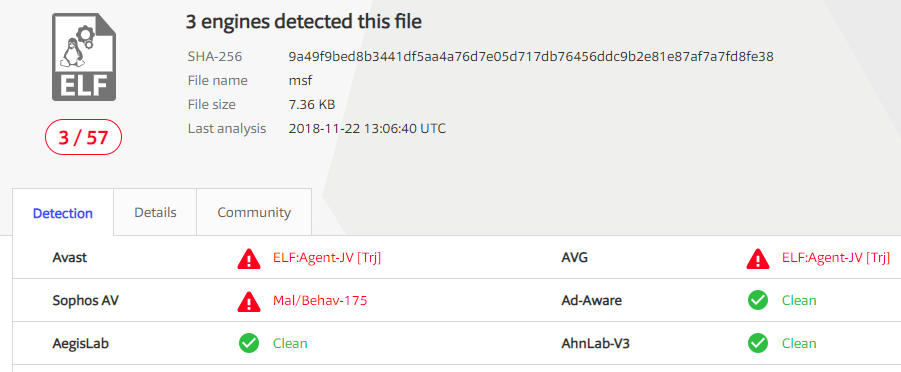 3 engines detected this file
ELF
SHA-256 9a49f9bed8b3441df5aa4a76d7e05d717db76456ddc9b2e81e87af7a7fd8fe38
File name msf
File size 7.36 KB
3 / 57
Last analysis 2018-11-22 13:06:40 UTC
Detection Details Community
Avast ELF:Agent-JV [Trj] AVG ELF:Agent-JV [Trj]
Sophos AV Mal/Behav-175 Ad-Aware Clean
AegisLab Clean AhnLab-V3 Clean